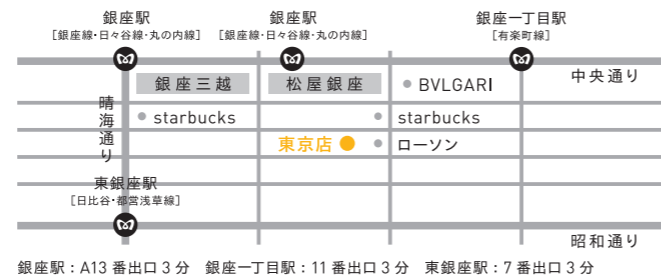 銀座駅
[銀座線・日々谷線・丸の内線]
銀座駅
[銀座線・日々谷線・丸の内線]
銀座一丁目駅
[有楽町線]
中央通り
銀座三越
松屋銀座
BVLGARI
晴海通り
starbucks
starbucks
東京店
ローソン
東銀座駅
[日比谷・都営浅草線]
昭和通り
銀座駅：A13 番出口 3 分　銀座一丁目駅：11 番出口 3 分　東銀座駅：7 番出口 3 分